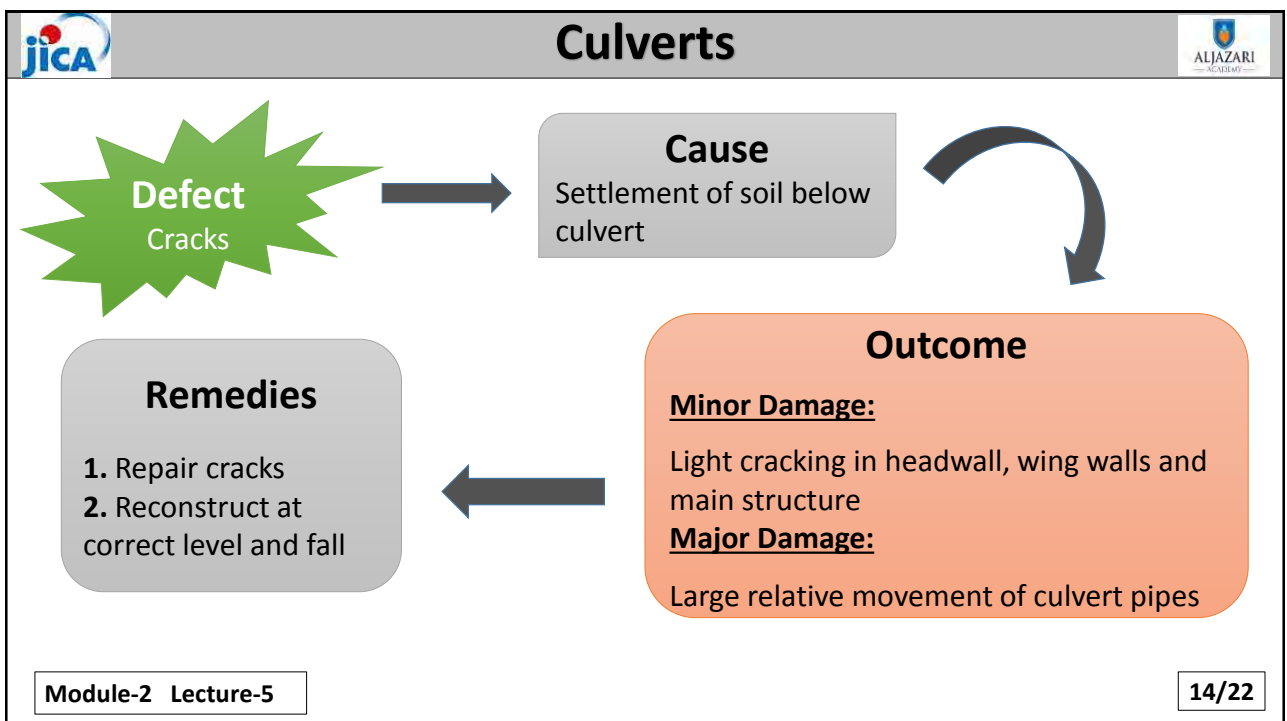 jICA
Culverts
ALJAZARI
ACADEMY
Defect
Cracks
Cause
Settlement of soil below
culvert
Outcome
Minor Damage:
Light cracking in headwall, wing walls and
main structure
Major Damage:
Large relative movement of culvert pipes
Remedies
1. Repair cracks
2. Reconstruct at
correct level and fall
Module-2 Lecture-5
14/22